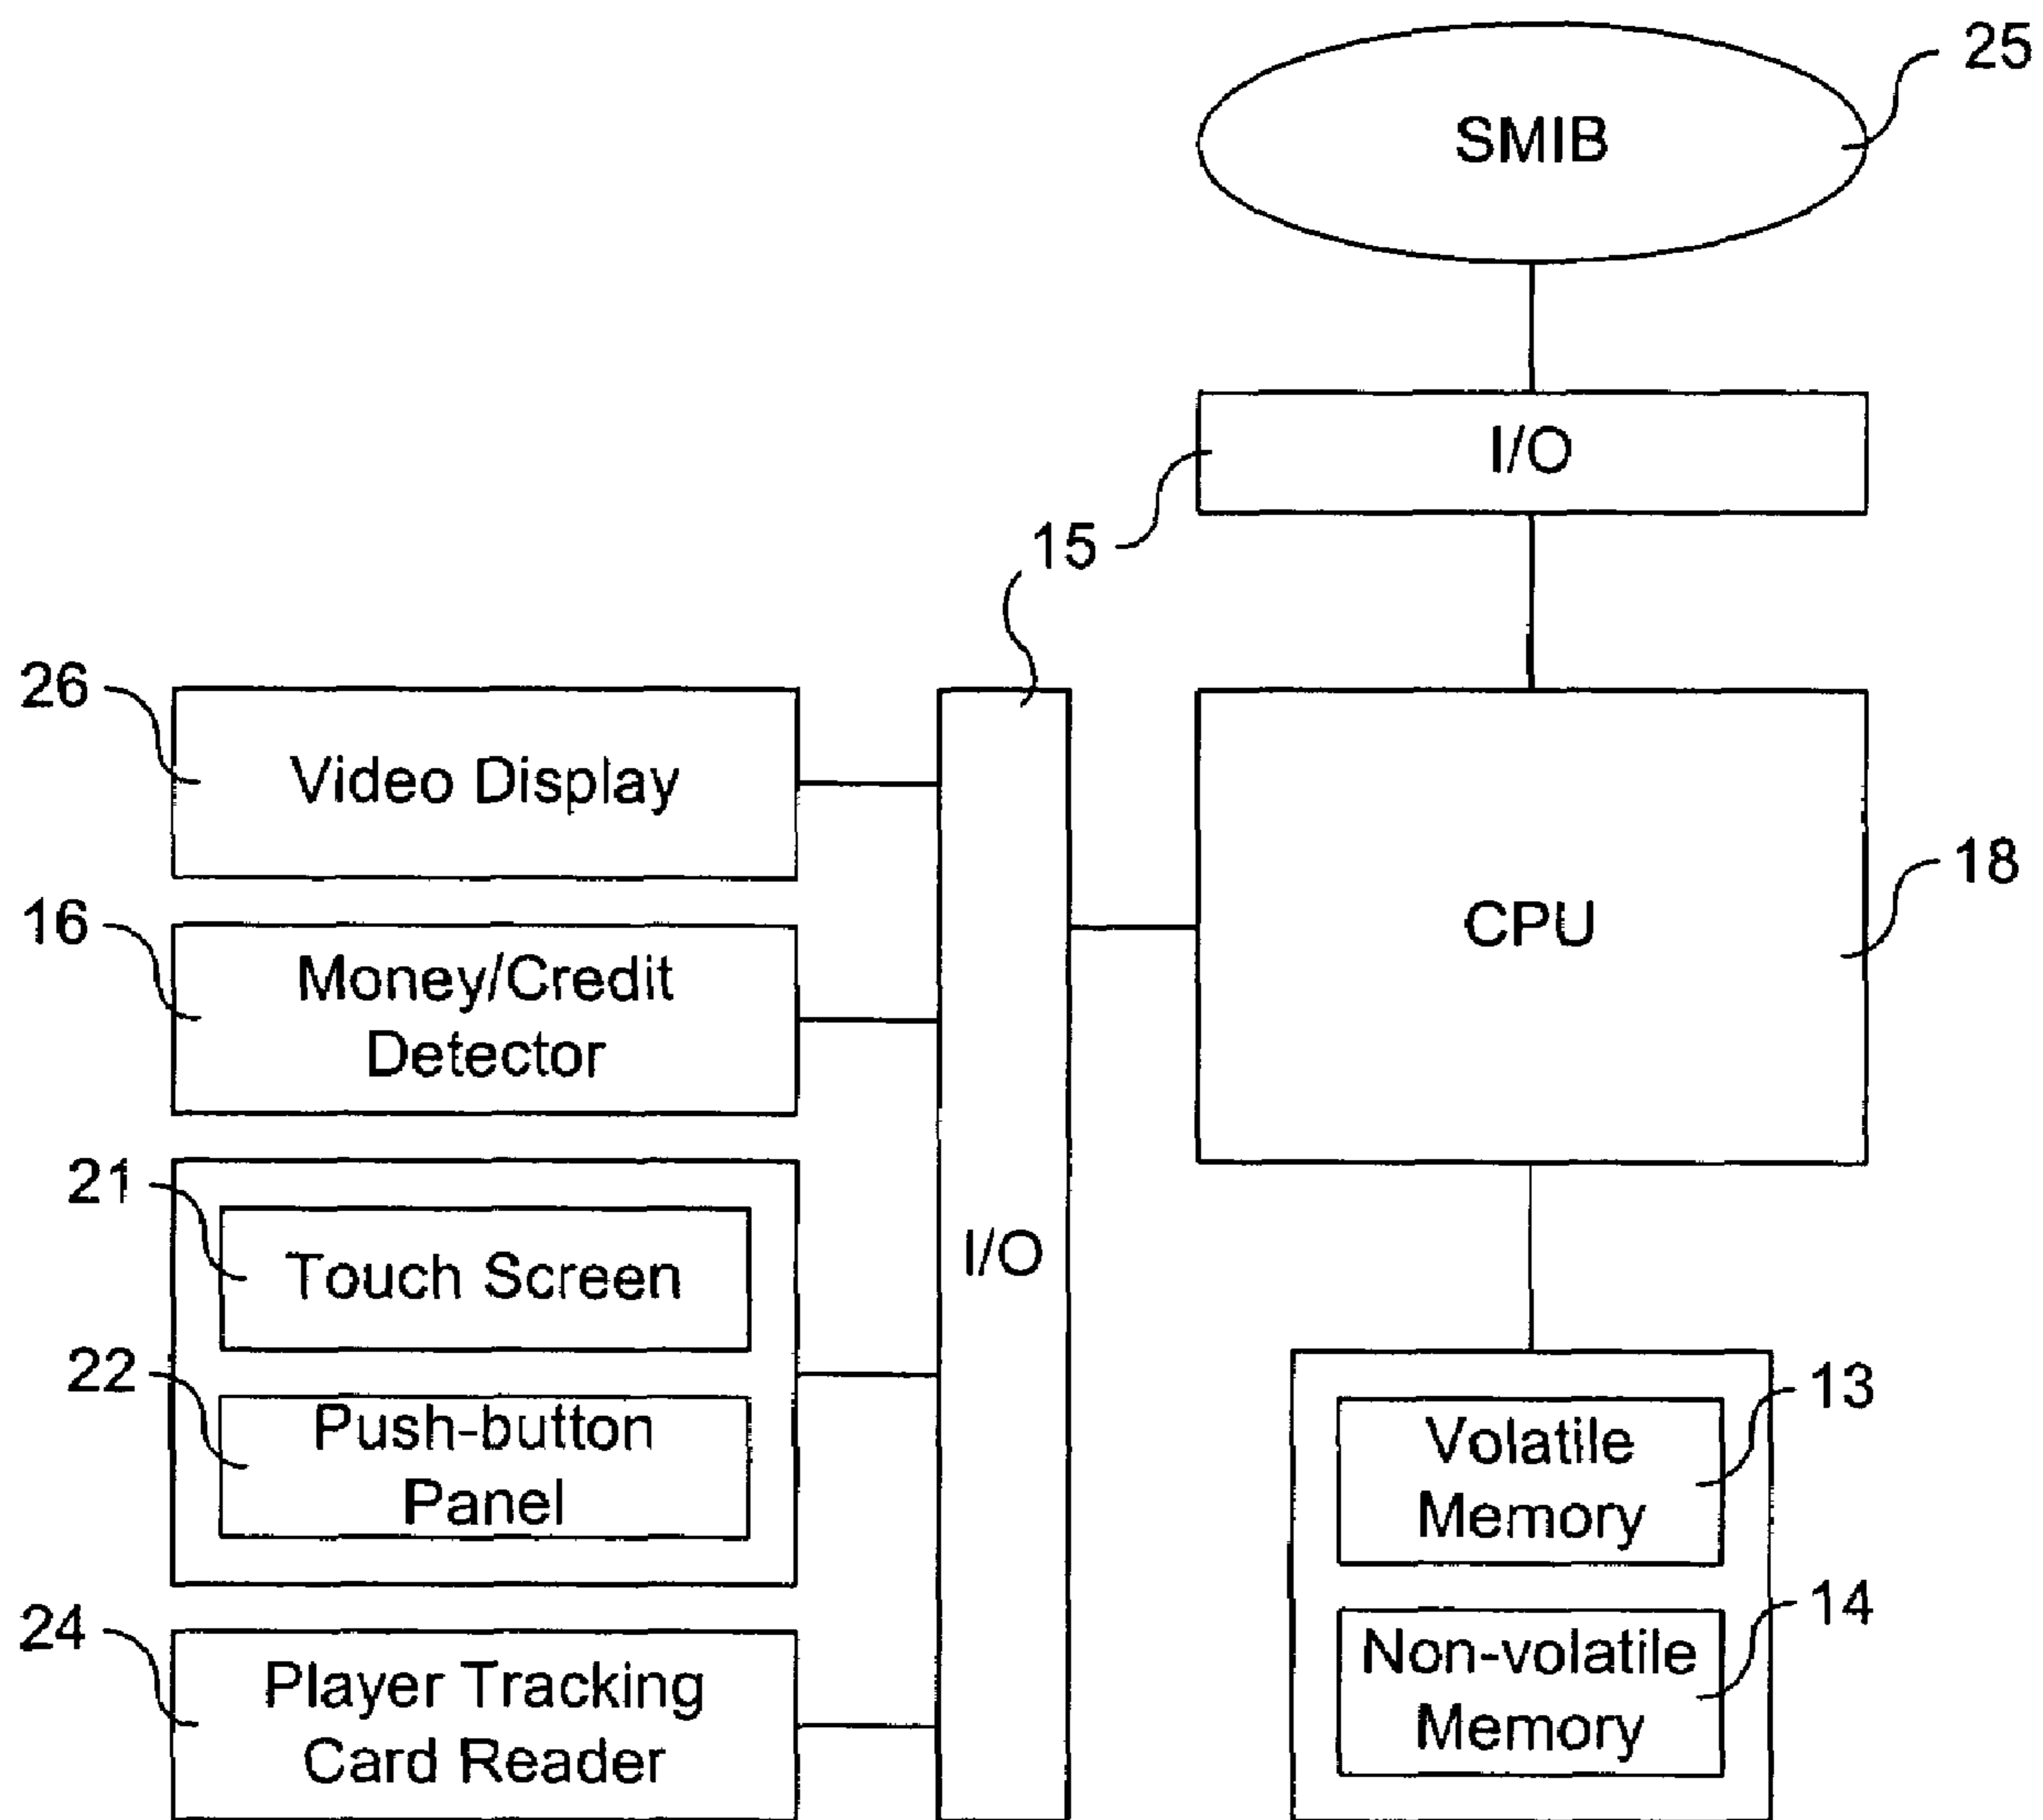 25
SMIB
I/O
15
26
Video Display
18
CPU
16
Money/Credit
Detector
21
Touch Screen
I/O
22
Push-button
Panel
13
Volatile
Memory
14
Non-volatile
Memory
24
Player Tracking
Card Reader